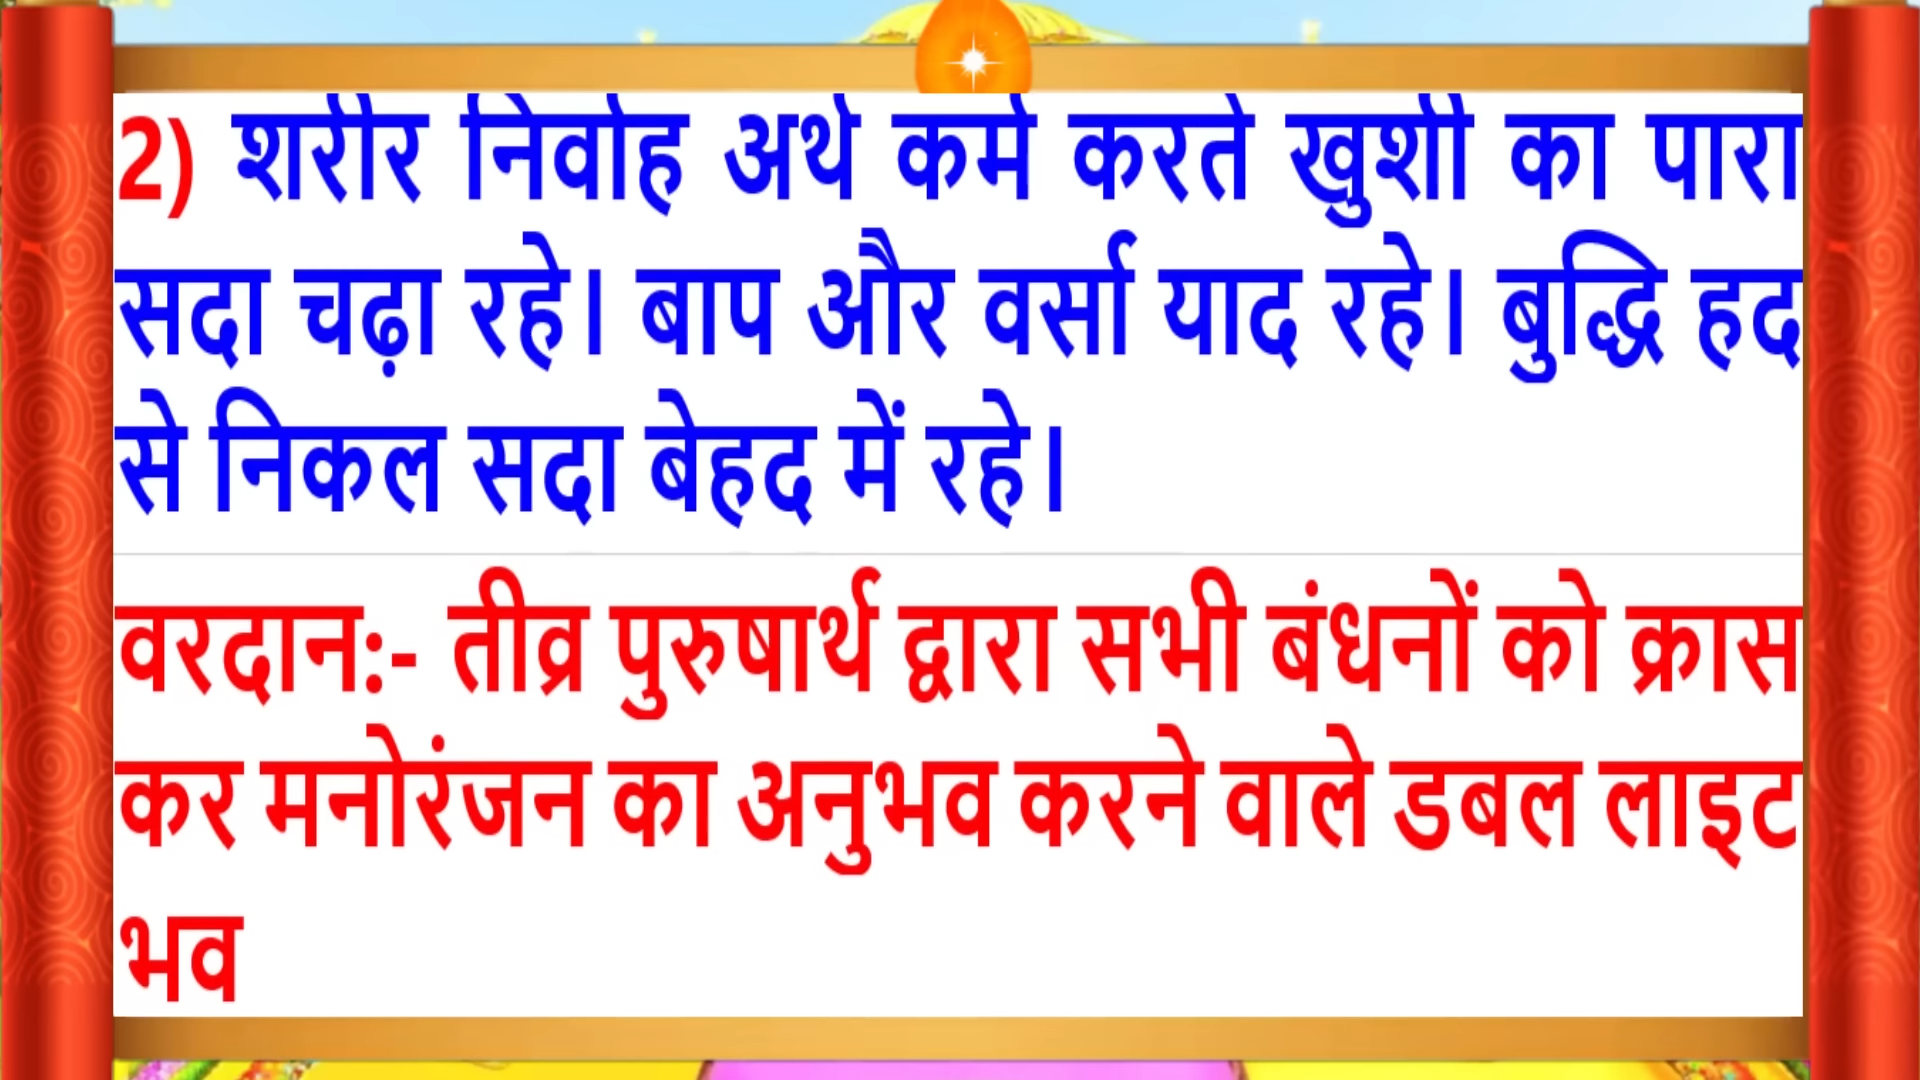 2) शरीर निर्वाह अर्थ कर्म करते खुशी का पारा
सदा चढ़ा रहे। बाप और वर्सा याद रहे। बुद्धि हद
से निकल सदा बेहद में रहे।
वरदान:- तीव्र पुरुषार्थ द्वारा सभी बंधनों को क्रास
कर मनोरंजन का अनुभव करने वाले डबल लाइट
भव